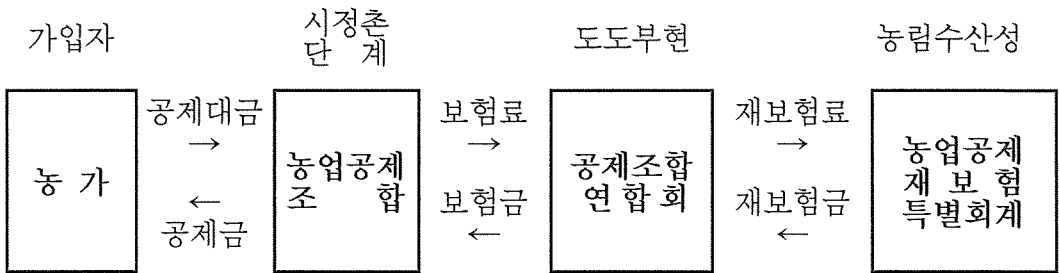 가입자
시정촌
단 계
도도부현
농림수산성
농 가
공제대금
→
←
공제금
농업공제
조 합
보험료
→
보험금
←
공제조합
연 합 회
재보험료
→
재보험금
←
농업공제
재 보 험
특별회계